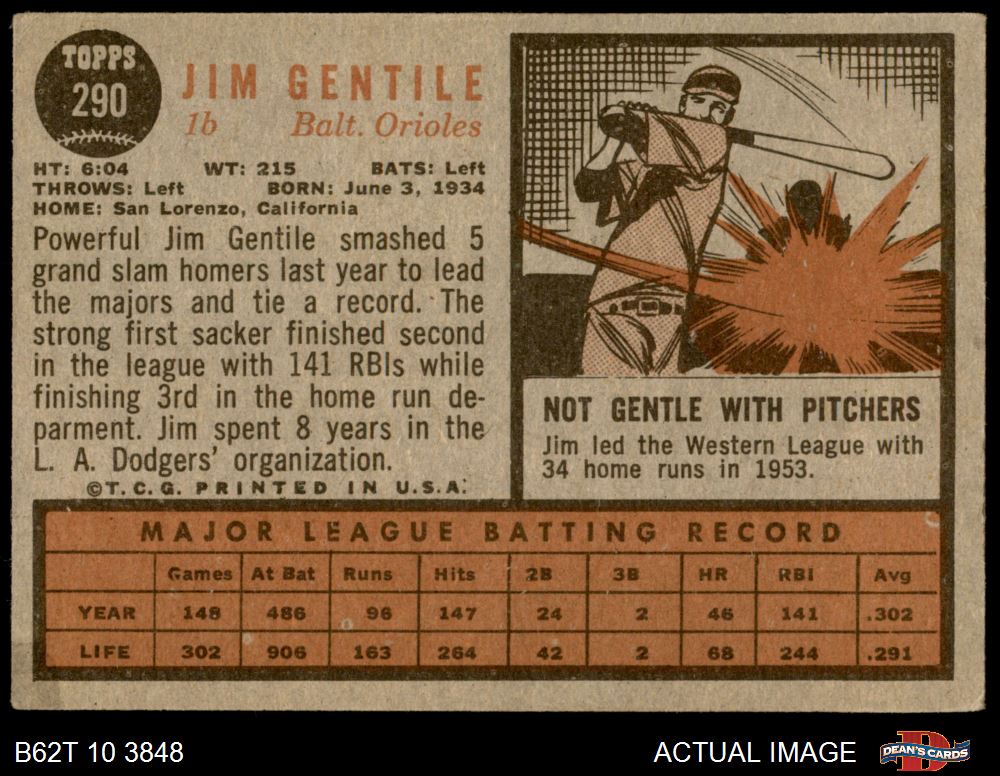 TOPPS
290
JIM GENTILE
1b Balt. Orioles
HT: 6:04 WT: 215 BATS: Left
THROWS: Left BORN: June 3, 1934
HOME: San Lorenzo, California
Powerful Jim Gentile smashed 5
grand slam homers last year to lead
the majors and tie a record. The
strong first sacker finished second
in the league with 141 RBIs while
finishing 3rd in the home run de-
parment. Jim spent 8 years in the
L. A. Dodgers' organization.
©T.C.G. PRINTED IN U.S.A.
NOT GENTLE WITH PITCHERS
Jim led the Western League with
34 home runs in 1953.
MAJOR LEAGUE BATTING RECORD
Games At Bat Runs Hits 2B 3B HR RBI Avg
YEAR 148 486 96 147 24 2 46 141 .302
LIFE 302 906 163 264 42 2 68 244 .291
B62T 10 3848 ACTUAL IMAGE D DEAN'S CARDS